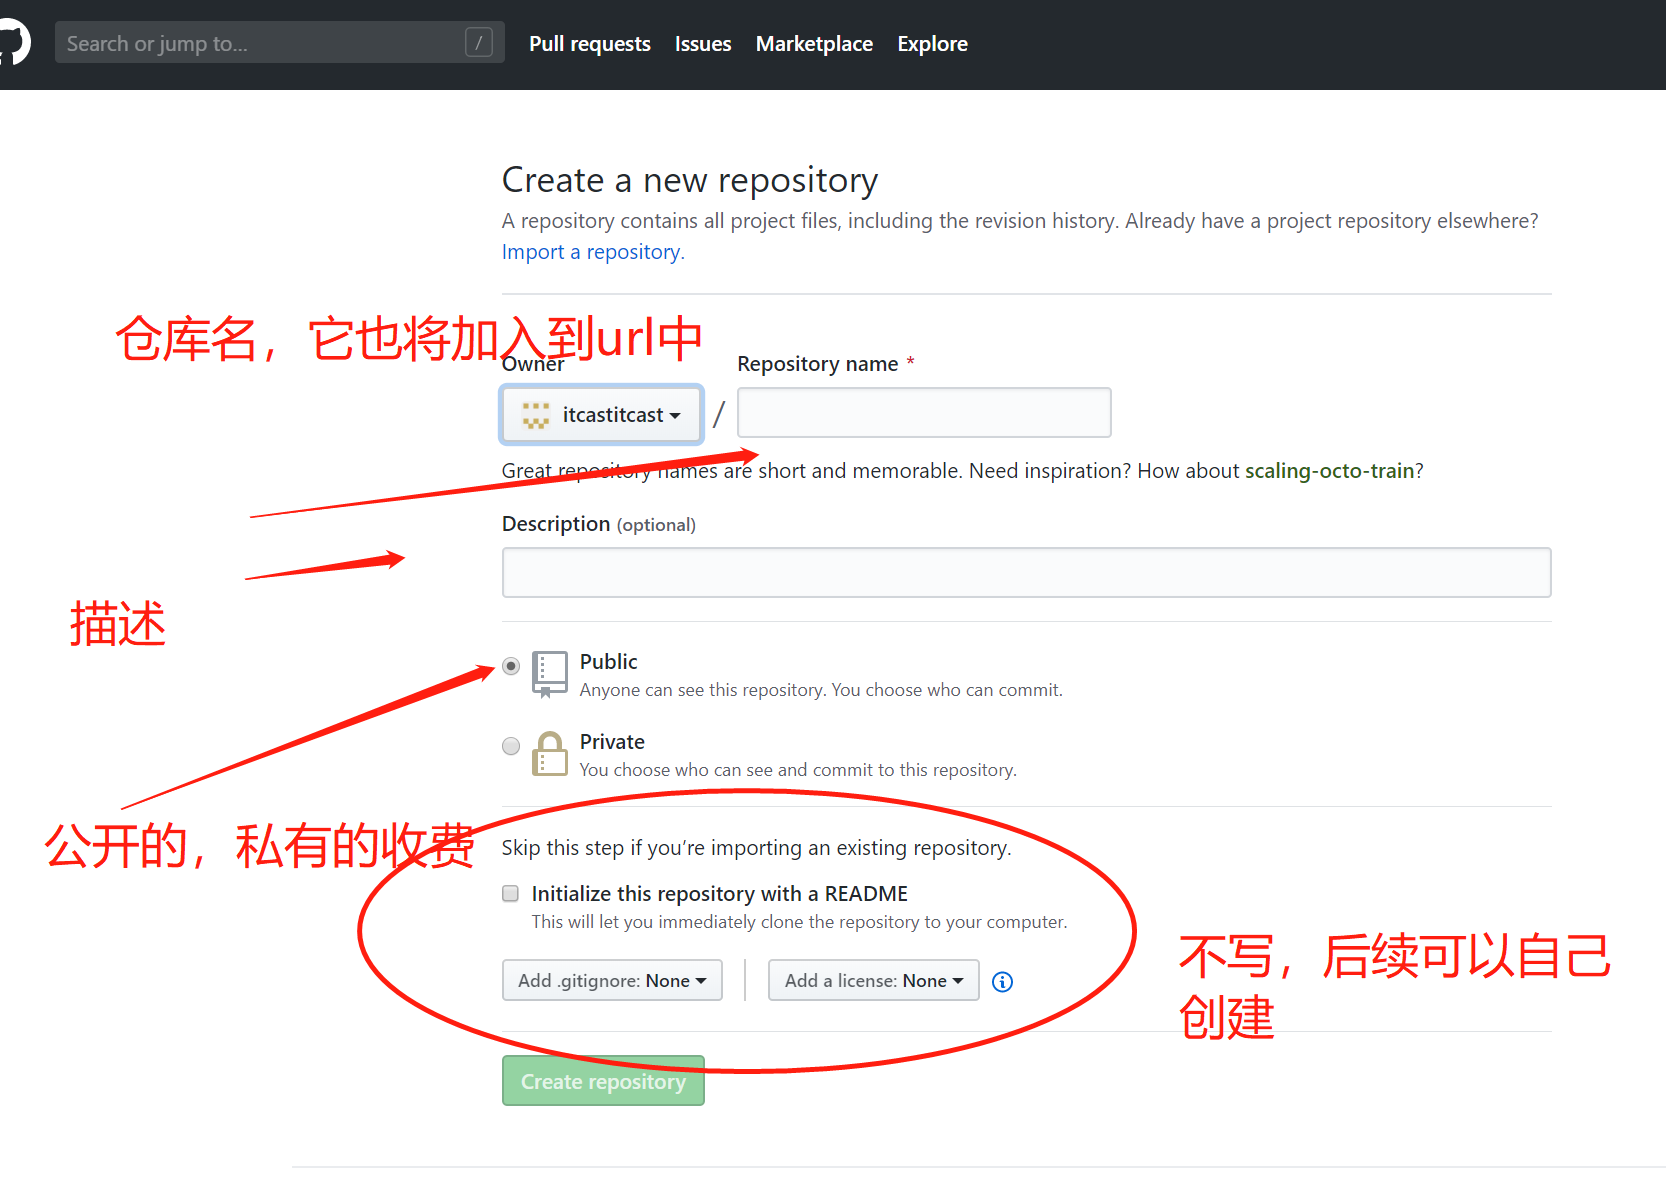 Search or jump to... /
Pull requests Issues Marketplace Explore
Create a new repository
A repository contains all project files, including the revision history. Already have a project repository elsewhere?
Import a repository.
仓库名，它也将加入到url中
Owner Repository name *
itcastitcast /
Great repository names are short and memorable. Need inspiration? How about scaling-octo-train?
Description (optional)
描述
Public
Anyone can see this repository. You choose who can commit.
Private
You choose who can see and commit to this repository.
公开的，私有的收费
Skip this step if you’re importing an existing repository.
Initialize this repository with a README
This will let you immediately clone the repository to your computer.
不写，后续可以自己
创建
Add .gitignore: None Add a license: None
Create repository